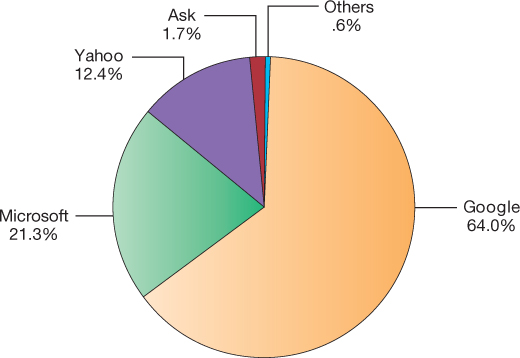 Others
.6%
Ask
1.7%
Yahoo
12.4%
Microsoft
21.3%
Google
64.0%